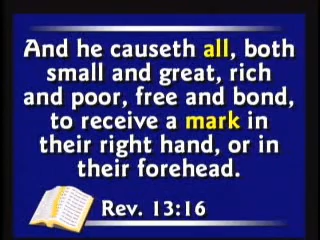 And he causeth all, both
small and great, rich
and poor, free and bond,
to receive a mark in
their right hand, or in
their forehead.
Rev. 13:16